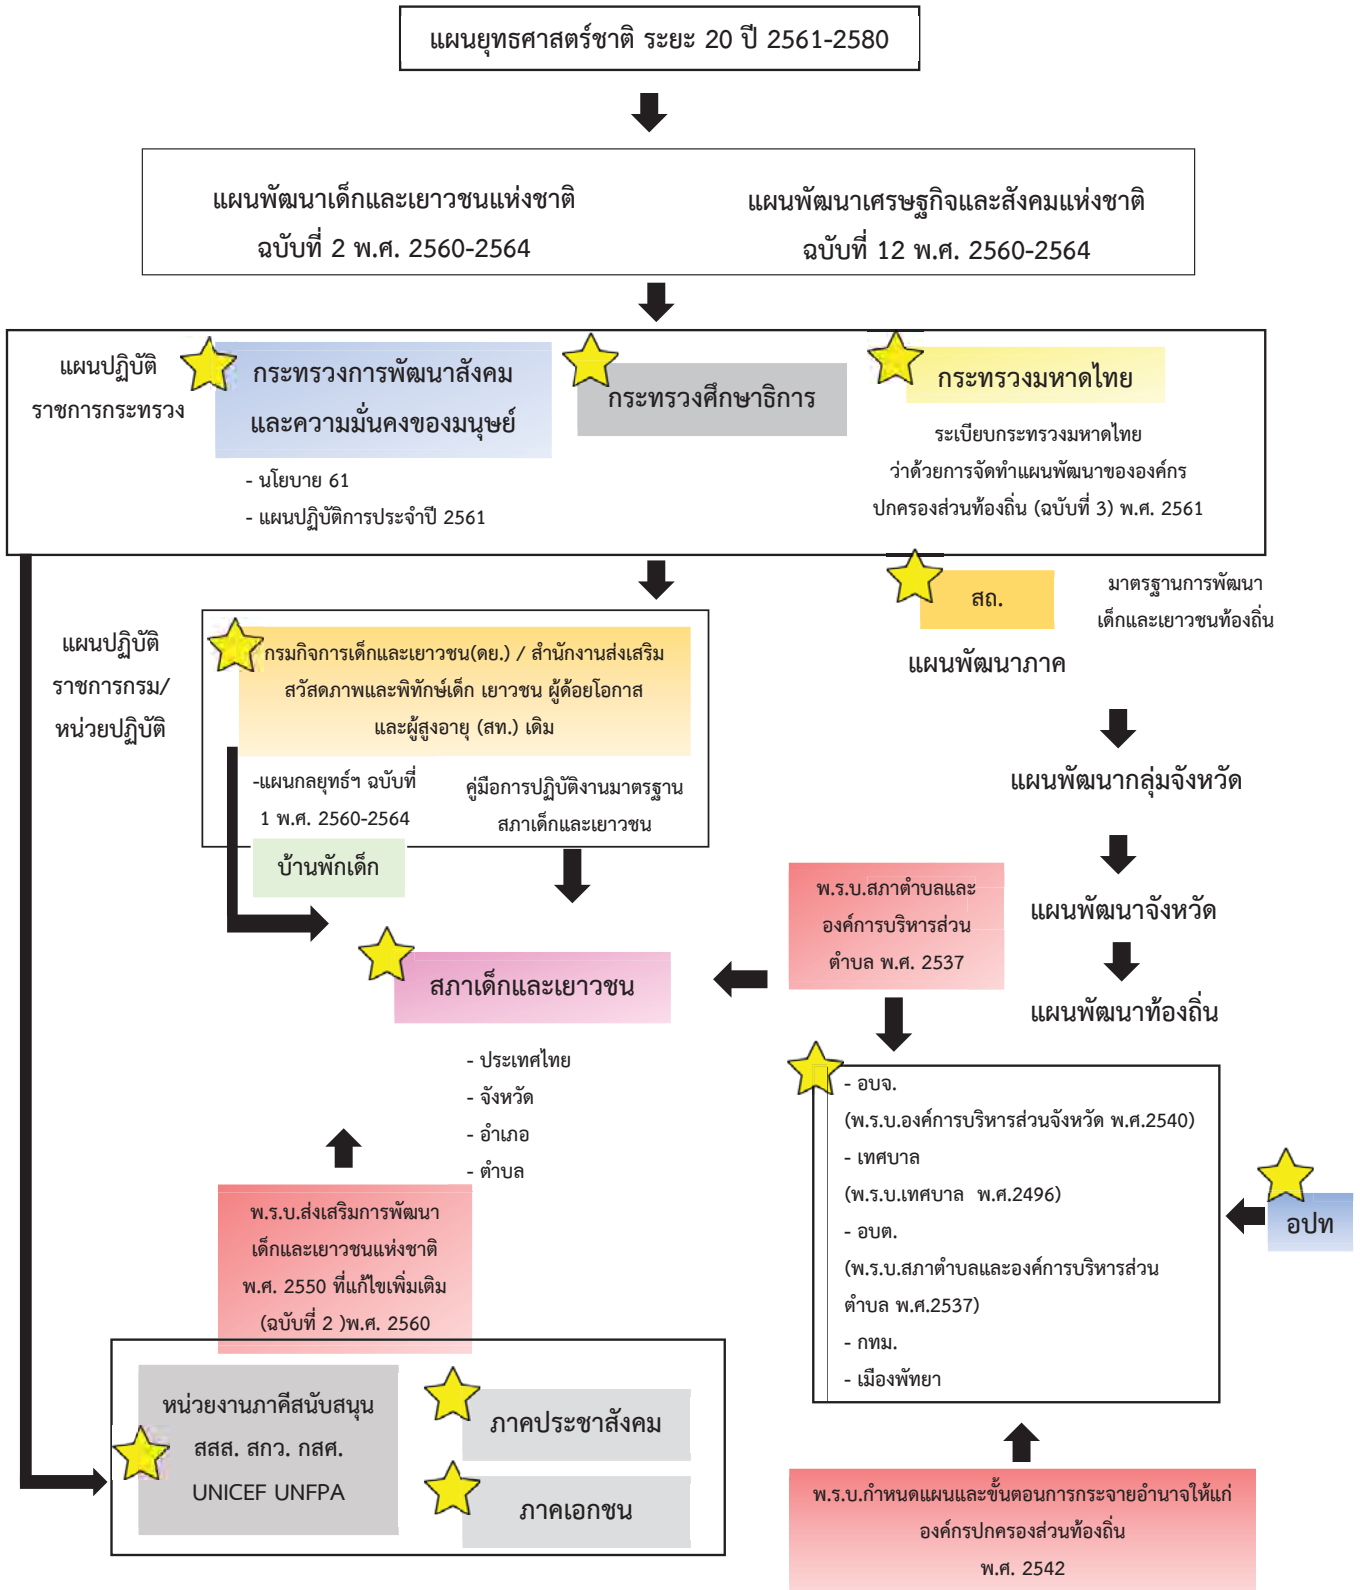 แผนยุทธศาสตร์ชาติ ระยะ 20 ปี 2561-2580
แผนพัฒนาเด็กและเยาวชนแห่งชาติ
ฉบับที่ 2 พ.ศ. 2560-2564
แผนพัฒนาเศรษฐกิจและสังคมแห่งชาติ
ฉบับที่ 12 พ.ศ. 2560-2564
แผนปฏิบัติ
ราชการกระทรวง
กระทรวงการพัฒนาสังคม
และความมั่นคงของมนุษย์
- นโยบาย 61
- แผนปฏิบัติการประจำปี 2561
กระทรวงศึกษาธิการ
กระทรวงมหาดไทย
ระเบียบกระทรวงมหาดไทย
ว่าด้วยการจัดทำแผนพัฒนาขององค์กร
ปกครองส่วนท้องถิ่น (ฉบับที่ 3) พ.ศ. 2561
สถ.
มาตรฐานการพัฒนา
เด็กและเยาวชนท้องถิ่น
แผนปฏิบัติ
ราชการกรม/
หน่วยปฏิบัติ
กรมกิจการเด็กและเยาวชน(ดย.) / สำนักงานส่งเสริม
สวัสดภาพและพิทักษ์เด็ก เยาวชน ผู้ด้อยโอกาส
และผู้สูงอายุ (สท.) เดิม
-แผนกลยุทธ์ฯ ฉบับที่
1 พ.ศ. 2560-2564
คู่มือการปฏิบัติงานมาตรฐาน
สภาเด็กและเยาวชน
บ้านพักเด็ก
แผนพัฒนาภาค
แผนพัฒนากลุ่มจังหวัด
แผนพัฒนาจังหวัด
แผนพัฒนาท้องถิ่น
พ.ร.บ.สภาตำบลและ
องค์การบริหารส่วน
ตำบล พ.ศ. 2537
สภาเด็กและเยาวชน
- ประเทศไทย
- จังหวัด
- อำเภอ
- ตำบล
- อบจ.
(พ.ร.บ.องค์การบริหารส่วนจังหวัด พ.ศ.2540)
- เทศบาล
(พ.ร.บ.เทศบาล พ.ศ.2496)
- อบต.
(พ.ร.บ.สภาตำบลและองค์การบริหารส่วน
ตำบล พ.ศ.2537)
- กทม.
- เมืองพัทยา
อปท
พ.ร.บ.ส่งเสริมการพัฒนา
เด็กและเยาวชนแห่งชาติ
พ.ศ. 2550 ที่แก้ไขเพิ่มเติม
(ฉบับที่ 2 )พ.ศ. 2560
หน่วยงานภาคีสนับสนุน
สสส. สกว. กสศ.
UNICEF UNFPA
ภาคประชาสังคม
ภาคเอกชน
พ.ร.บ.กำหนดแผนและขั้นตอนการกระจายอำนาจให้แก่
องค์กรปกครองส่วนท้องถิ่น
พ.ศ. 2542